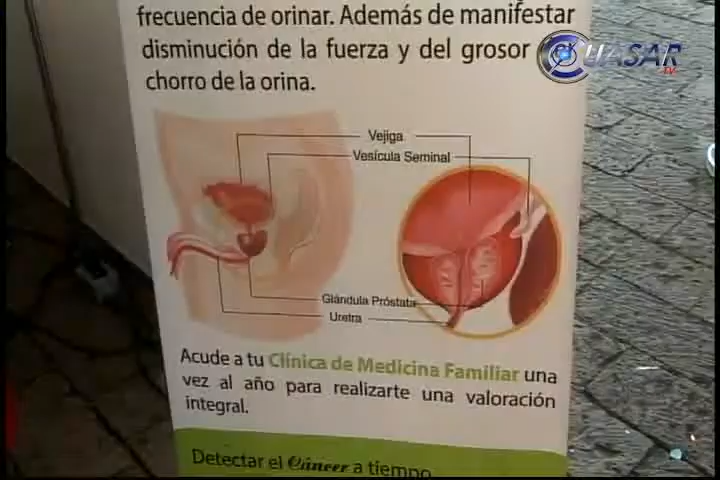 frecuencia de orinar. Además de manifestar
disminución de la fuerza y del grosor
chorro de la orina.
QUASAR
TV
Vejiga
Vesícula Seminal
Glándula Próstata
Uretra
Acude a tu Clínica de Medicina Familiar una
vez al año para realizarte una valoración
integral.
Detectar el Cáncer a tiempo